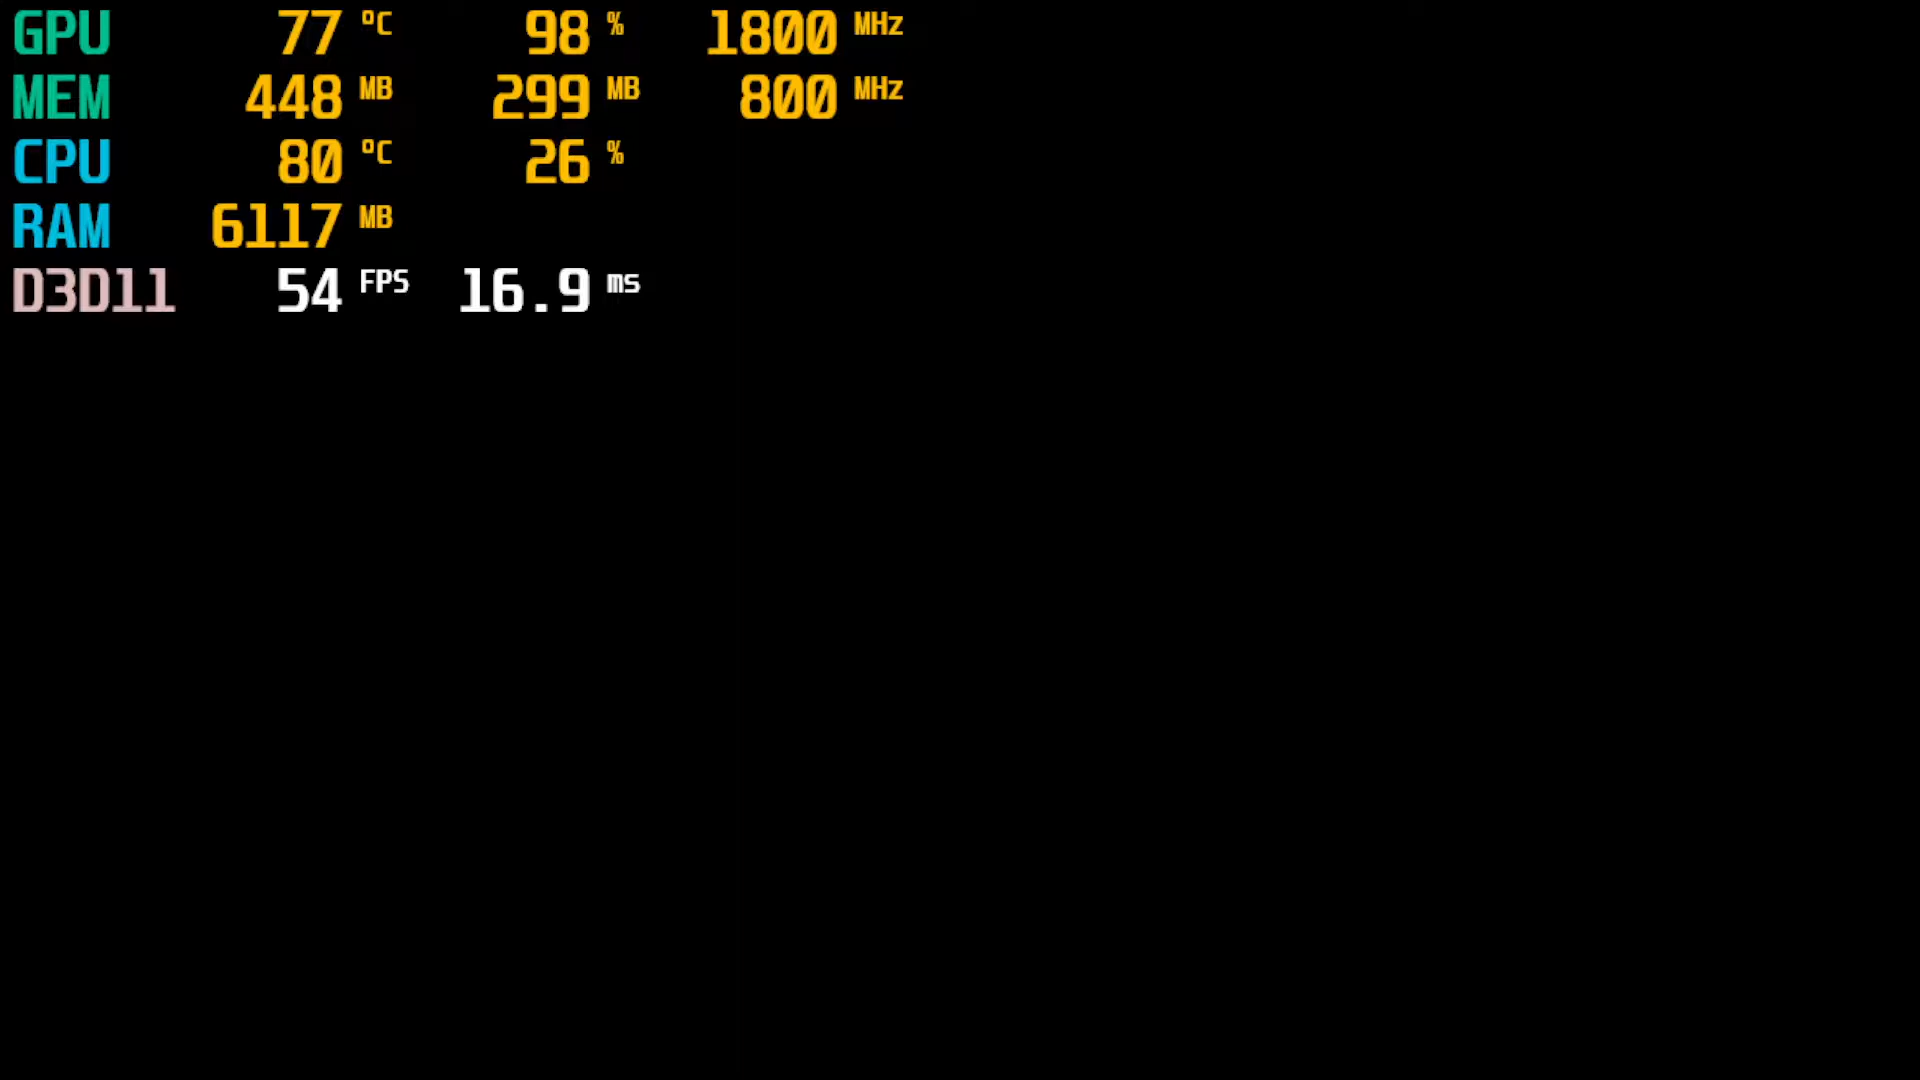 GPU 77 °C 98 % 1800 MHz
MEM 448 MB 299 MB 800 MHz
CPU 80 °C 26 %
RAM 6117 MB
D3D11 54 FPS 16.9 ms